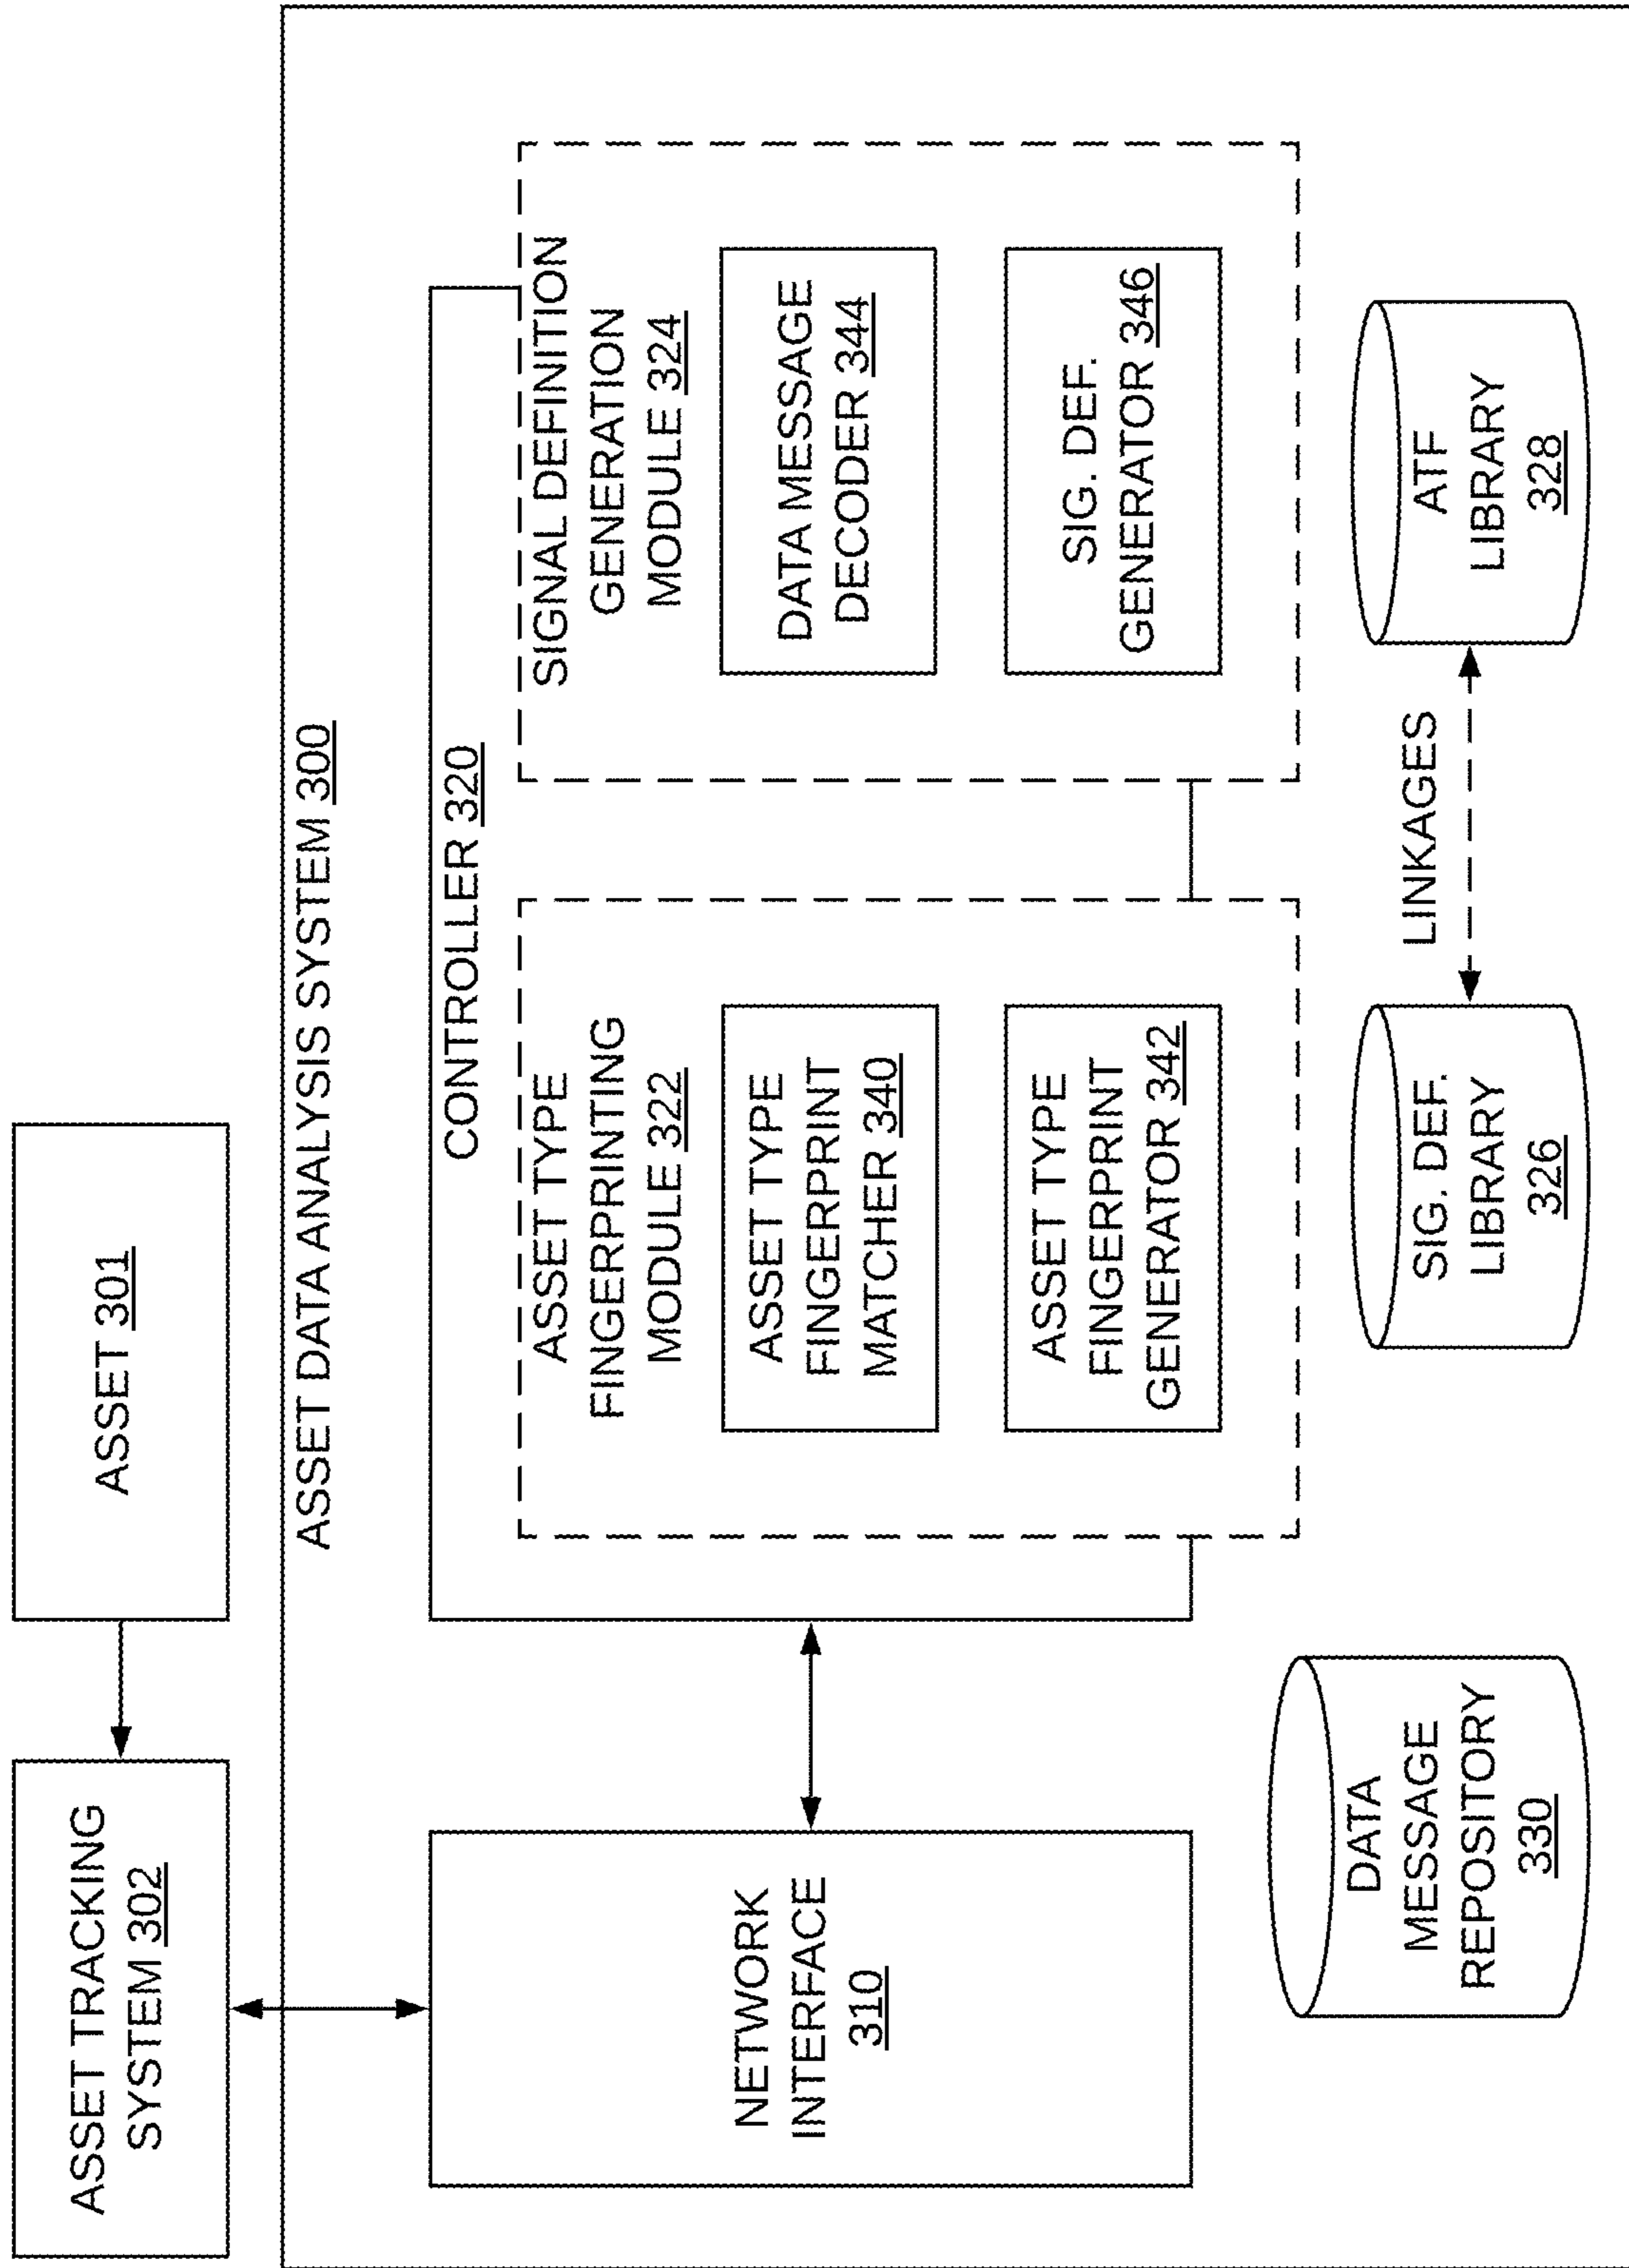 ASSET TRACKING
SYSTEM 302
ASSET 301
ASSET DATA ANALYSIS SYSTEM 300
NETWORK
INTERFACE
310
CONTROLLER 320
ASSET TYPE
FINGERPRINTING
MODULE 322
ASSET TYPE
FINGERPRINT
MATCHER 340
ASSET TYPE
FINGERPRINT
GENERATOR 342
SIGNAL DEFINITION
GENERATION
MODULE 324
DATA MESSAGE
DECODER 344
SIG. DEF.
GENERATOR 346
DATA
MESSAGE
REPOSITORY
330
SIG. DEF.
LIBRARY
326
LINKAGES
ATF
LIBRARY
328